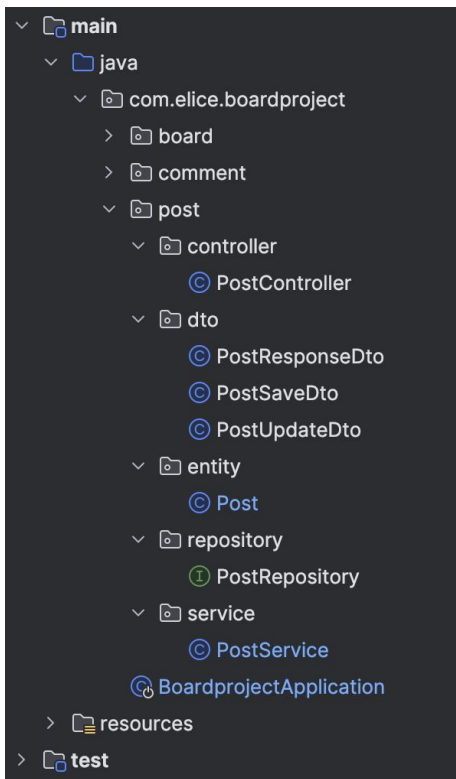 main
java
com.elice.boardproject
board
comment
post
controller
C PostController
dto
C PostResponseDto
C PostSaveDto
C PostUpdateDto
entity
C Post
repository
I PostRepository
service
C PostService
C BoardprojectApplication
resources
test